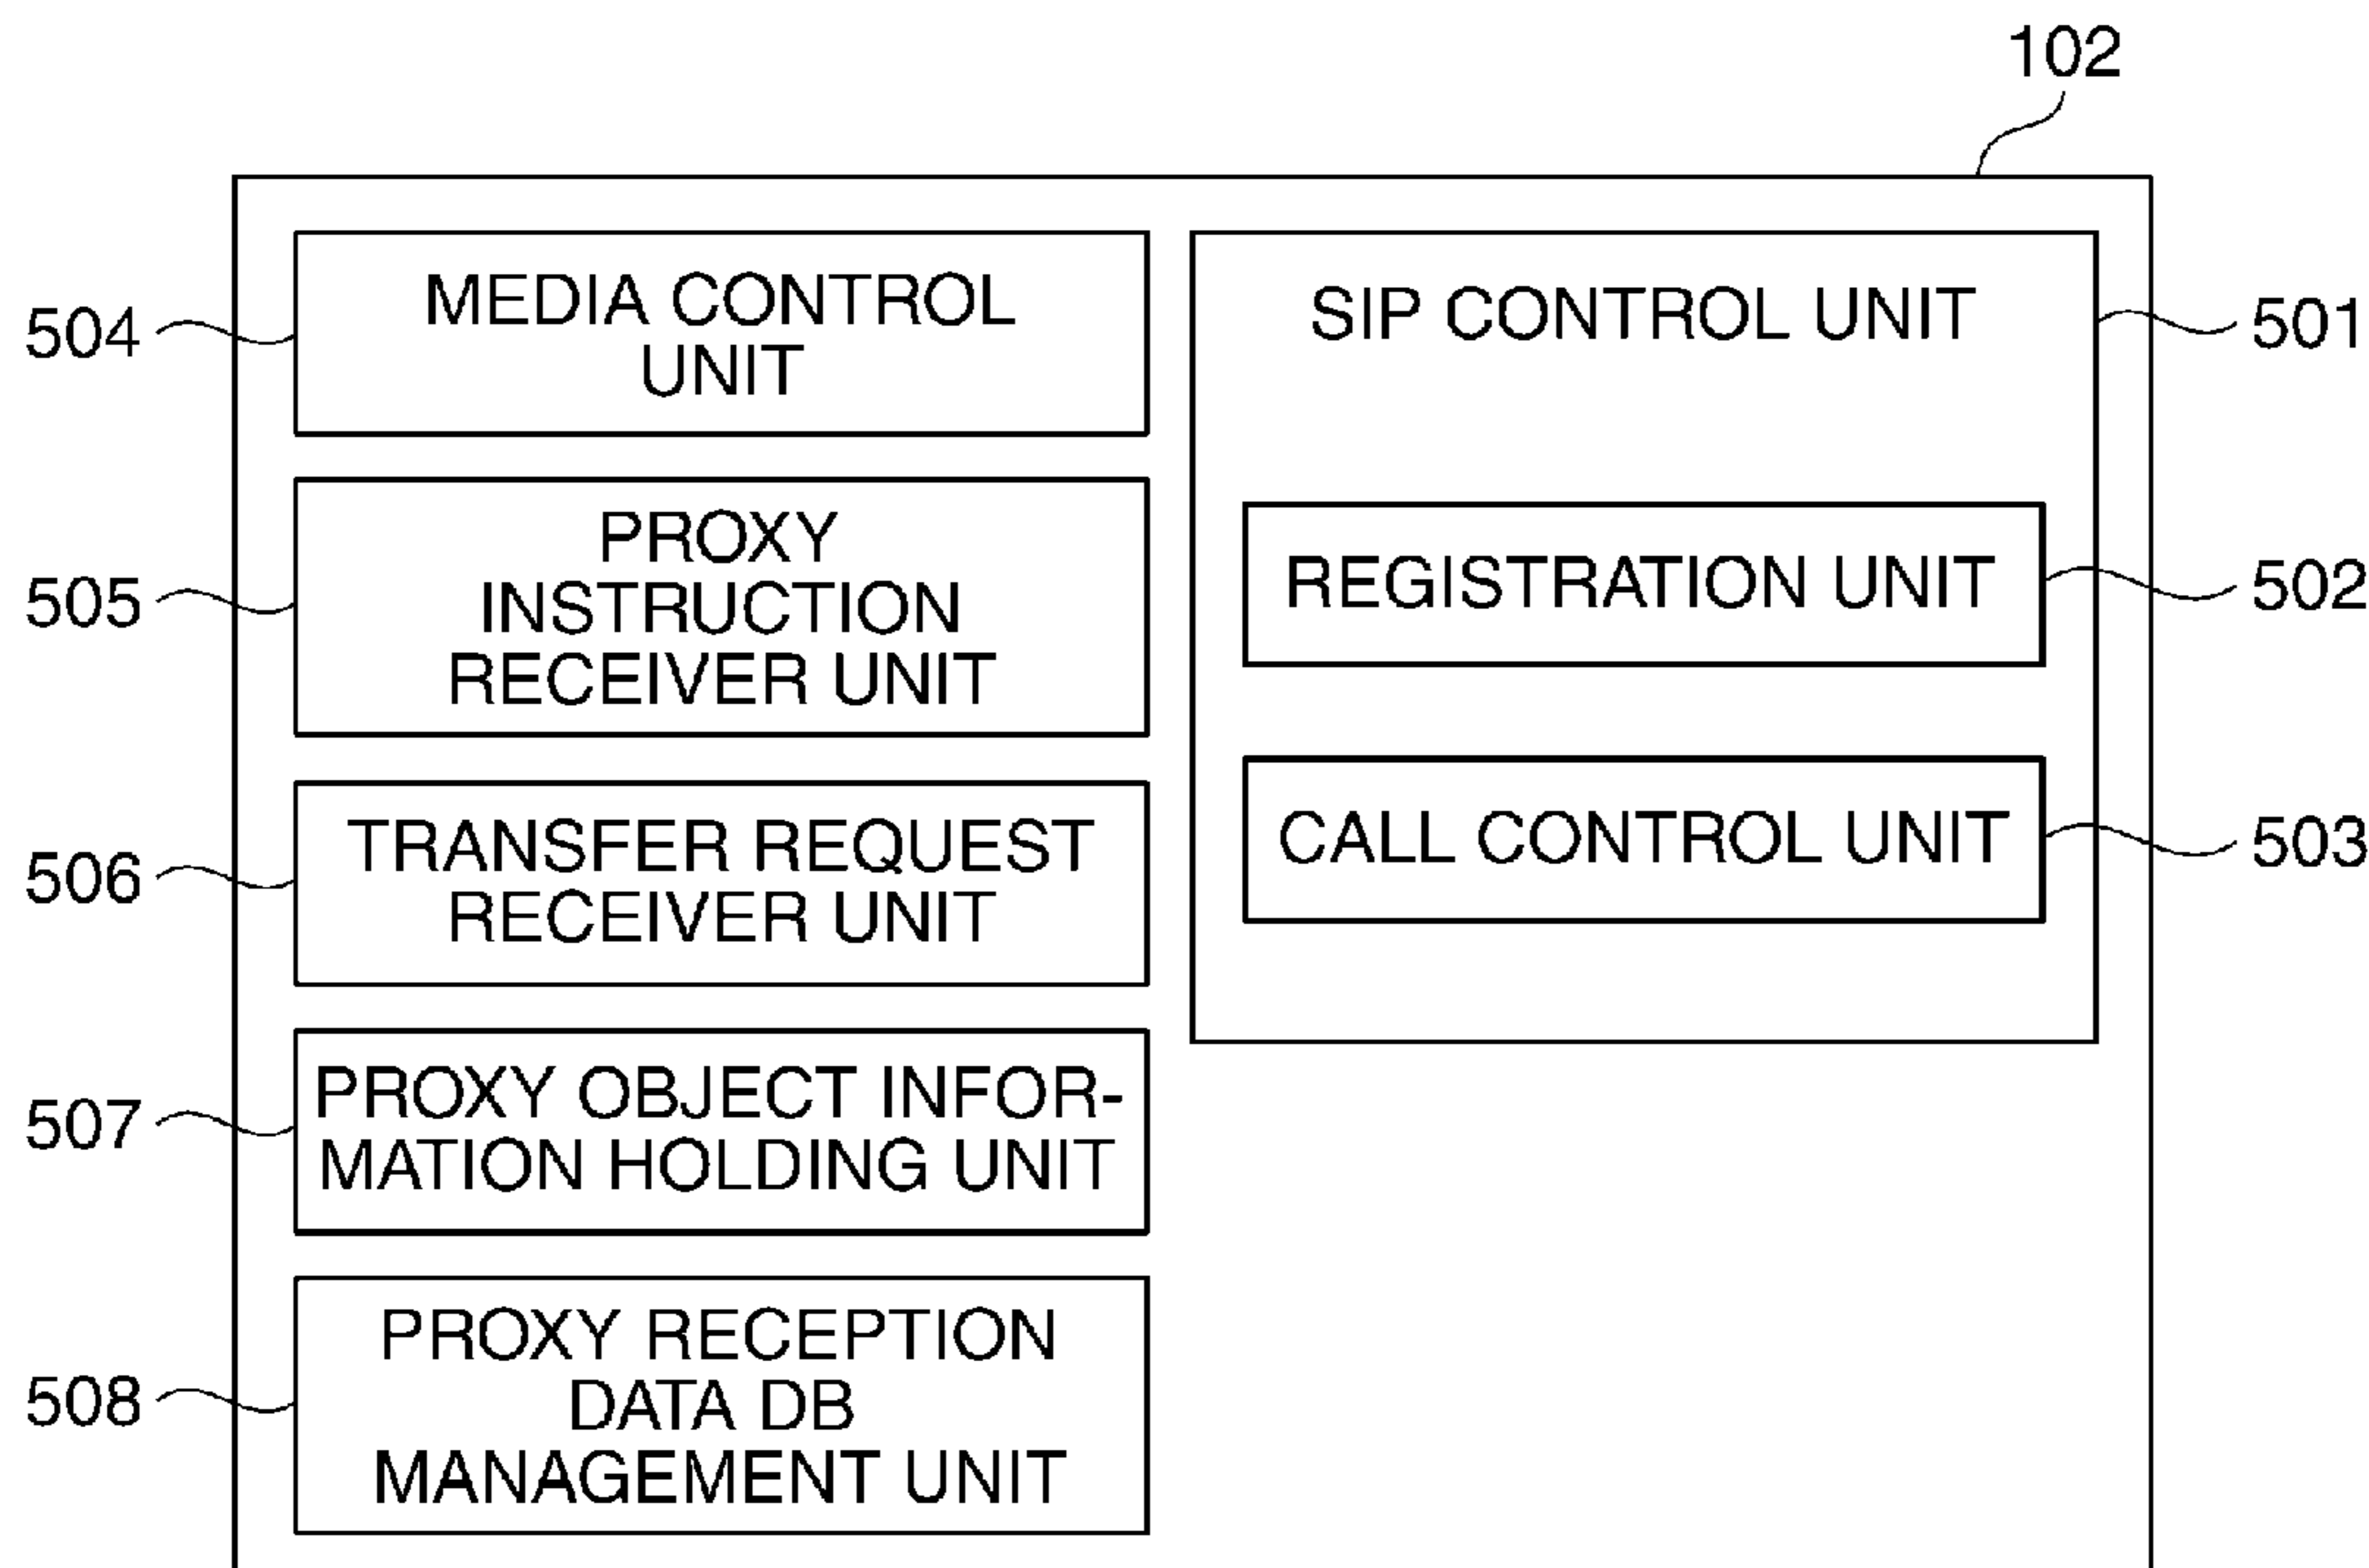 102
504
MEDIA CONTROL
UNIT
505
PROXY
INSTRUCTION
RECEIVER UNIT
506
TRANSFER REQUEST
RECEIVER UNIT
507
PROXY OBJECT INFOR-
MATION HOLDING UNIT
508
PROXY RECEPTION
DATA DB
MANAGEMENT UNIT
SIP CONTROL UNIT
501
REGISTRATION UNIT
502
CALL CONTROL UNIT
503